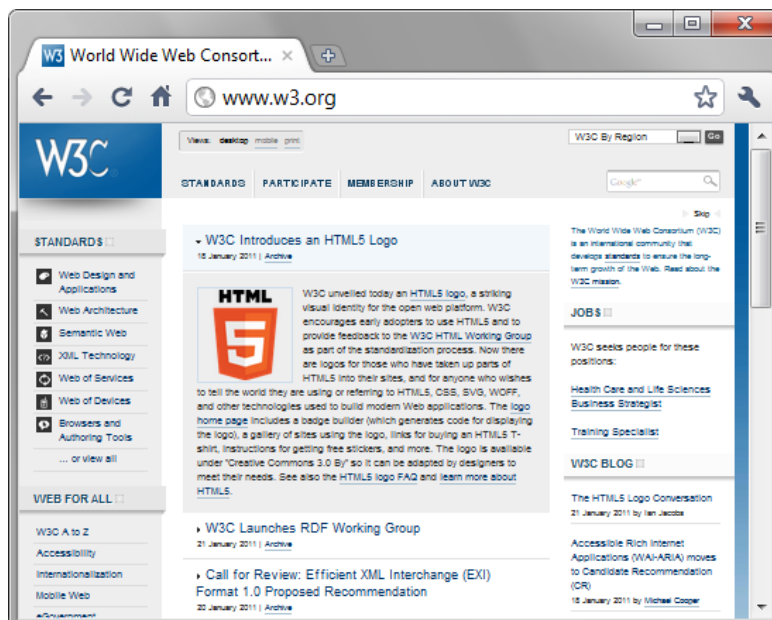 W3 World Wide Web Consort...
www.w3.org
W3C
Views: desktop mobile print
W3C By Region
Go
STANDARDS PARTICIPATE MEMBERSHIP ABOUT W3C
Google™
Skip
STANDARDS
Web Design and
Applications
Web Architecture
Semantic Web
XML Technology
Web of Services
Web of Devices
Browsers and
Authoring Tools
... or view all
WEB FOR ALL
W3C A to Z
Accessibility
Internationalization
Mobile Web
eGovernment
W3C Introduces an HTML5 Logo
18 January 2011 | Archive
HTML
5
W3C unveiled today an HTML5 logo, a striking
visual identity for the open web platform. W3C
encourages early adopters to use HTML5 and to
provide feedback to the W3C HTML Working Group
as part of the standardization process. Now there
are logos for those who have taken up parts of
HTML5 into their sites, and for anyone who wishes
to tell the world they are using or referring to HTML5, CSS, SVG, WOFF,
and other technologies used to build modern Web applications. The logo
home page includes a badge builder (which generates code for displaying
the logo), a gallery of sites using the logo, links for buying an HTML5 T-
shirt, instructions for getting free stickers, and more. The logo is available
under "Creative Commons 3.0 By" so it can be adapted by designers to
meet their needs. See also the HTML5 logo FAQ and learn more about
HTML5.
W3C Launches RDF Working Group
21 January 2011 | Archive
Call for Review: Efficient XML Interchange (EXI)
Format 1.0 Proposed Recommendation
20 January 2011 | Archive
The World Wide Web Consortium (W3C)
is an international community that
develops standards to ensure the long-
term growth of the Web. Read about the
W3C mission.
JOBS
W3C seeks people for these
positions:
Health Care and Life Sciences
Business Strategist
Training Specialist
W3C BLOG
The HTML5 Logo Conversation
21 January 2011 by Ian Jacobs
Accessible Rich Internet
Applications (WAI-ARIA) moves
to Candidate Recommendation
(CR)
18 January 2011 by Michael Cooper